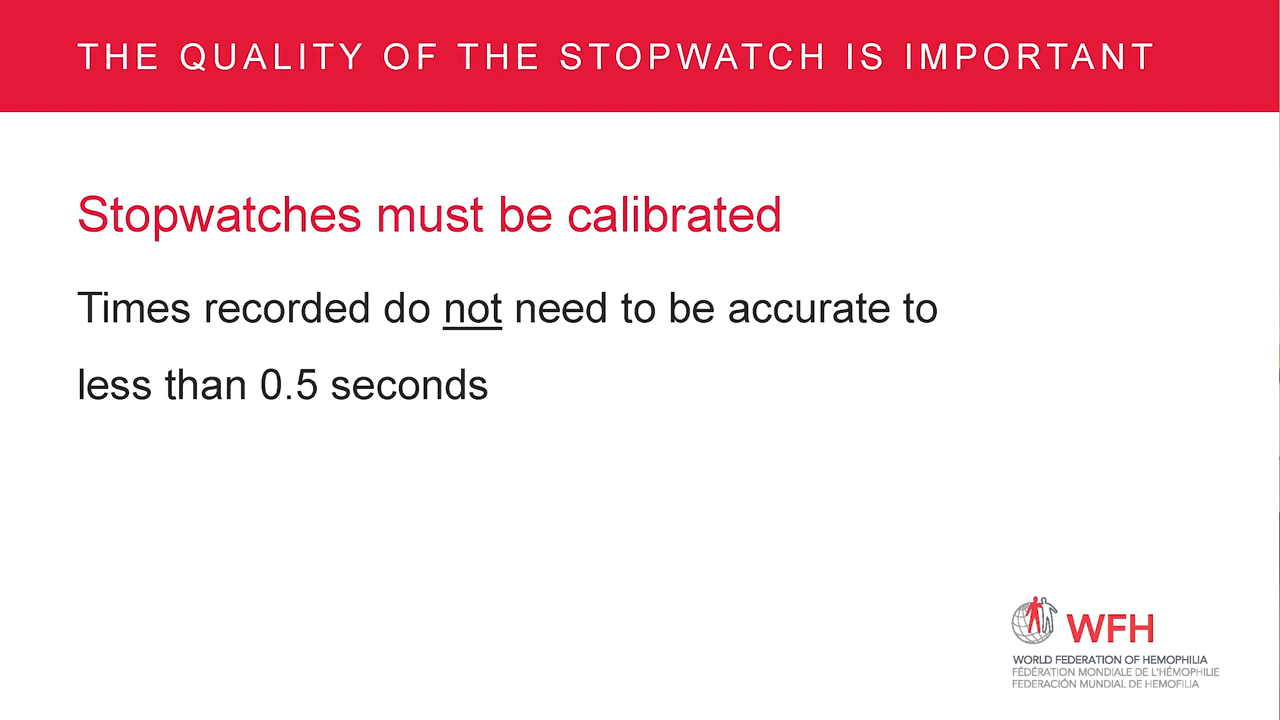 THE QUALITY OF THE STOPWATCH IS IMPORTANT
Stopwatches must be calibrated
Times recorded do not need to be accurate to
less than 0.5 seconds
WFH
WORLD FEDERATION OF HEMOPHILIA
FÉDÉRATION MONDIALE DE L'HÉMOPHILIE
FEDERACIÓN MUNDIAL DE HEMOFILIA